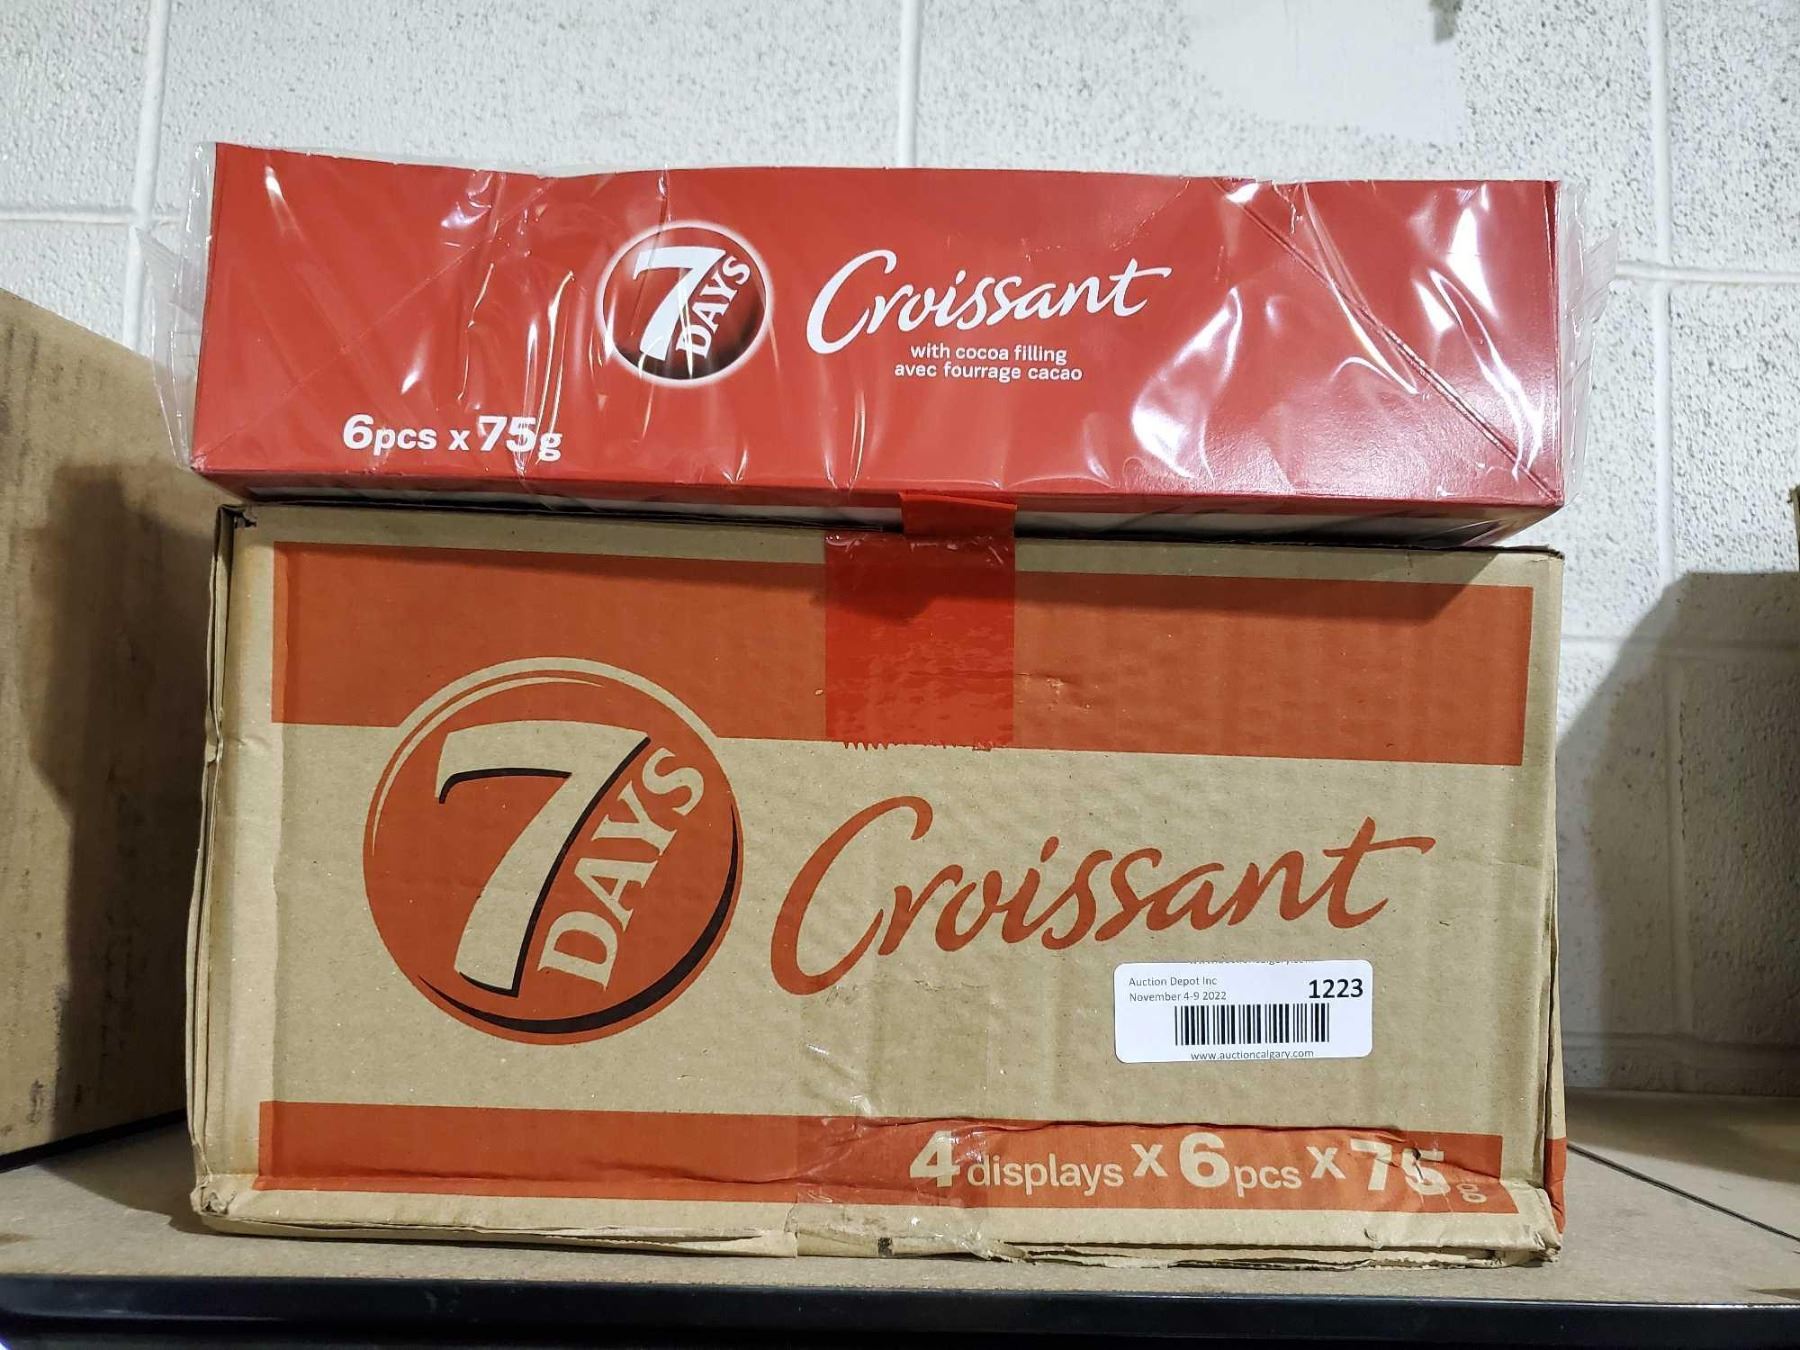 7 DAYS
Croissant
with cocoa filling
avec fourrage cacao
6pcs x 75g
7 DAYS
Croissant
Auction Depot Inc
November 4-9 2022
1223
www.auctioncalgary.com
4 displays x 6pcs x 75g